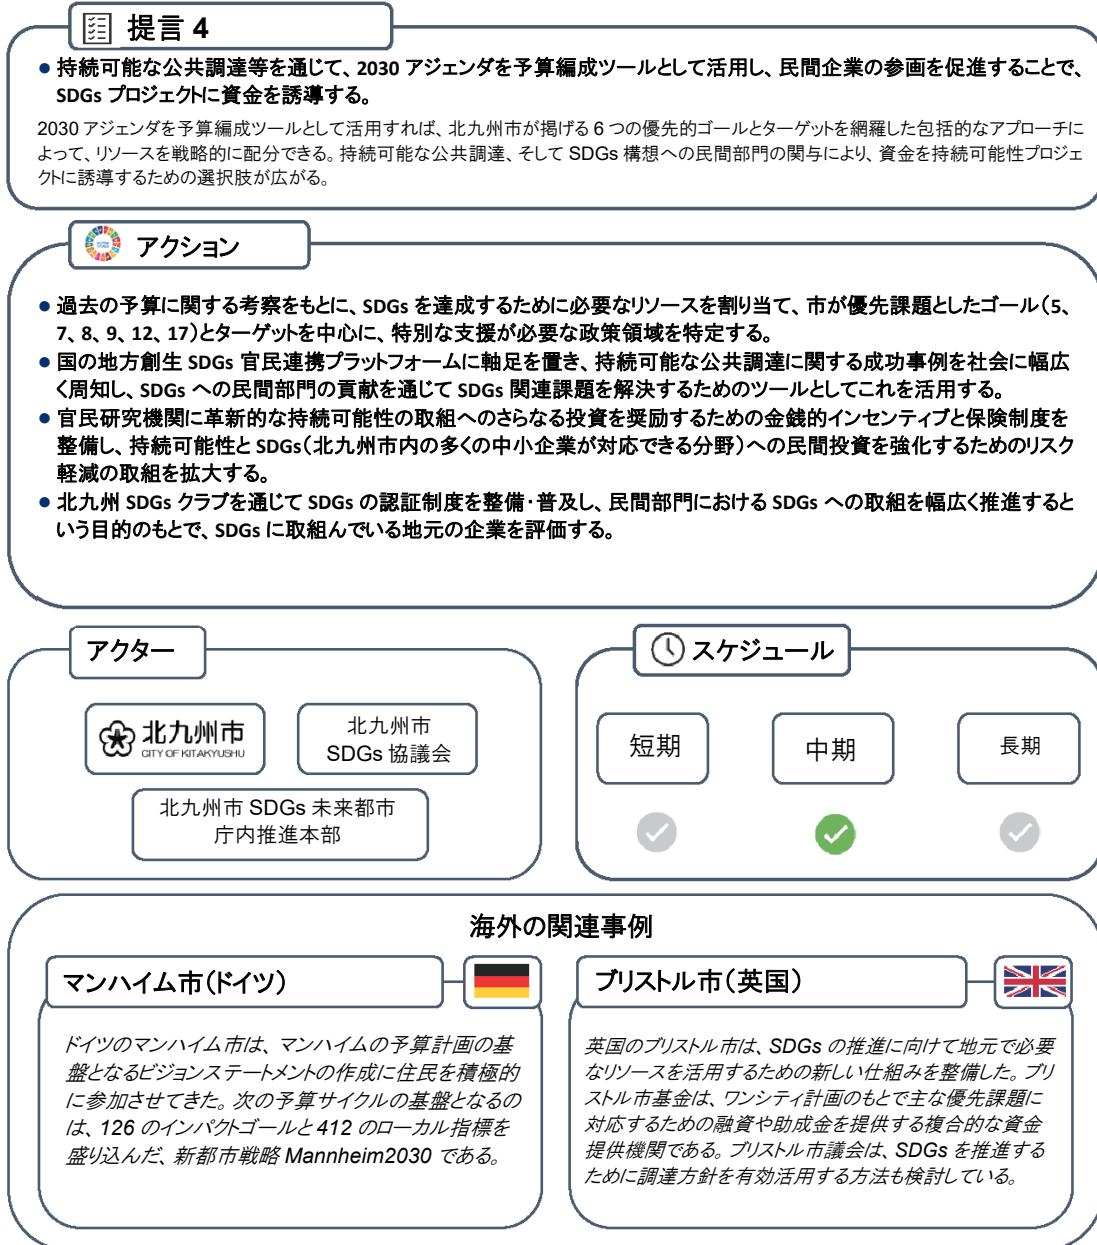 提言 4
● 持続可能な公共調達等を通じて、2030 アジェンダを予算編成ツールとして活用し、民間企業の参画を促進することで、
SDGs プロジェクトに資金を誘導する。
2030 アジェンダを予算編成ツールとして活用すれば、北九州市が掲げる 6 つの優先的ゴールとターゲットを網羅した包括的なアプローチに
よって、リソースを戦略的に配分できる。持続可能な公共調達、そして SDGs 構想への民間部門の関与により、資金を持続可能性プロジェ
クトに誘導するための選択肢が広がる。
アクション
● 過去の予算に関する考察をもとに、SDGs を達成するために必要なリソースを割り当て、市が優先課題としたゴール（5、
7、8、9、12、17）とターゲットを中心に、特別な支援が必要な政策領域を特定する。
● 国の地方創生 SDGs 官民連携プラットフォームに軸足を置き、持続可能な公共調達に関する成功事例を社会に幅広
く周知し、SDGs への民間部門の貢献を通じて SDGs 関連課題を解決するためのツールとしてこれを活用する。
● 官民研究機関に革新的な持続可能性の取組へのさらなる投資を奨励するための金銭的インセンティブと保険制度を
整備し、持続可能性と SDGs（北九州市内の多くの中小企業が対応できる分野）への民間投資を強化するためのリスク
軽減の取組を拡大する。
● 北九州 SDGs クラブを通じて SDGs の認証制度を整備・普及し、民間部門における SDGs への取組を幅広く推進すると
いう目的のもとで、SDGs に取組んでいる地元の企業を評価する。
アクター
北九州市
CITY OF KITAKYUSHU
北九州市
SDGs 協議会
北九州市 SDGs 未来都市
庁内推進本部
スケジュール
短期
中期
長期
海外の関連事例
マンハイム市（ドイツ）
ドイツのマンハイム市は、マンハイムの予算計画の基
盤となるビジョンステートメントの作成に住民を積極的
に参加させてきた。次の予算サイクルの基盤となるの
は、126 のインパクトゴールと 412 のローカル指標を
盛り込んだ、新都市戦略 Mannheim2030 である。
ブリストル市（英国）
英国のブリストル市は、SDGs の推進に向けて地元で必要
なリソースを活用するための新しい仕組みを整備した。ブリ
ストル市基金は、ワンシティ計画のもとで主な優先課題に
対応するための融資や助成金を提供する複合的な資金
提供機関である。ブリストル市議会は、SDGs を推進する
ために調達方針を有効活用する方法も検討している。